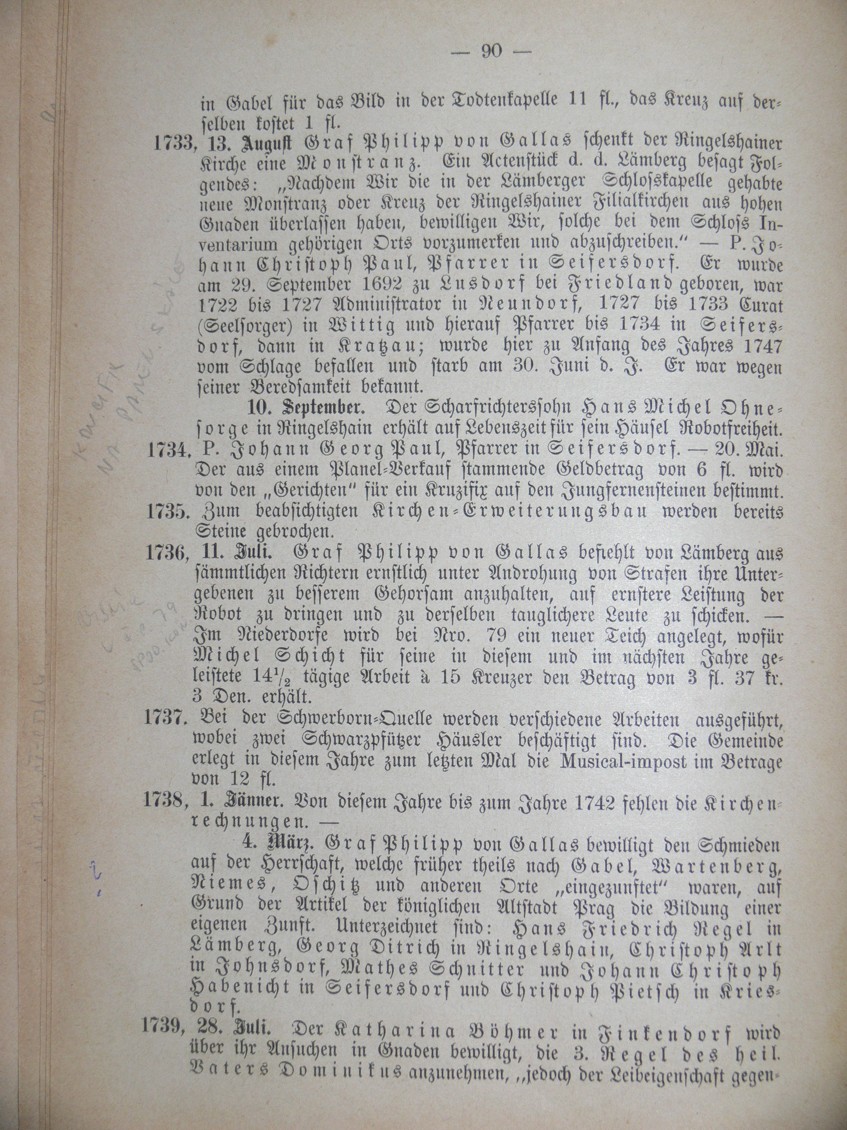 — 90 —
in Gabel für das Bild in der Todtenkapelle 11 fl., das Kreuz auf der-
selben kostet 1 fl.
1733, 13. August Graf Philipp von Gallas schenkt der Ringelshainer
Kirche eine Monstranz. Ein Actenstück d. d. Lämberg besagt Fol-
gendes: „Nachdem Wir die in der Lämberger Schlosskapelle gehabte
neue Monstranz oder Kreuz der Ringelshainer Filialkirchen aus hohen
Gnaden überlassen haben, bewilligen Wir, solche bei dem Schloss In-
ventarium gehörigen Orts vorzumerken und abzuschreiben.“ — P. Jo-
hann Christoph Paul, Pfarrer in Seifersdorf. Er wurde
am 29. September 1692 zu Lusdorf bei Friedland geboren, war
1722 bis 1727 Administrator in Neundorf, 1727 bis 1733 Curat
(Seelsorger) in Wittig und hierauf Pfarrer bis 1734 in Seifers-
dorf, dann in Kratzau; wurde hier zu Anfang des Jahres 1747
vom Schlage befallen und starb am 30. Juni d. J. Er war wegen
seiner Beredsamkeit bekannt.
10. September. Der Scharfrichterssohn Hans Michel Ohne-
sorge in Ringelshain erhält auf Lebenszeit für sein Häusel Robotfreiheit.
1734, P. Johann Georg Paul, Pfarrer in Seifersdorf. — 20. Mai.
Der aus einem Planel-Verkauf stammende Geldbetrag von 6 fl. wird
von den „Gerichten“ für ein Kruzifix auf den Jungfernensteinen bestimmt.
1735. Zum beabsichtigten Kirchen-Erweiterungsbau werden bereits
Steine gebrochen.
1736, 11. Juli. Graf Philipp von Gallas befiehlt von Lämberg aus
sämmtlichen Richtern ernstlich unter Androhung von Strafen ihre Unter-
gebenen zu besserem Gehorsam anzuhalten, auf ernstere Leistung der
Robot zu dringen und zu derselben tauglichere Leute zu schicken. —
Im Niederdorfe wird bei Nro. 79 ein neuer Teich angelegt, wofür
Michel Schicht für seine in diesem und im nächsten Jahre ge-
leistete 14½ tägige Arbeit à 15 Kreuzer den Betrag von 3 fl. 37 kr.
3 Den. erhält.
1737. Bei der Schwerborn-Quelle werden verschiedene Arbeiten ausgeführt,
wobei zwei Schwarzpfützer Häusler beschäftigt sind. Die Gemeinde
erlegt in diesem Jahre zum letzten Mal die Musical-impost im Betrage
von 12 fl.
1738, 1. Jänner. Von diesem Jahre bis zum Jahre 1742 fehlen die Kirchen-
rechnungen. —
4. März. Graf Philipp von Gallas bewilligt den Schmieden
auf der Herrschaft, welche früher theils nach Gabel, Wartenberg,
Niemes, Oschitz und anderen Orte „eingezunftet“ waren, auf
Grund der Artikel der königlichen Altstadt Prag die Bildung einer
eigenen Zunft. Unterzeichnet sind: Hans Friedrich Regel in
Lämberg, Georg Ditrich in Ringelshain, Christoph Arlt
in Johnsdorf, Mathes Schnitter und Johann Christoph
Habenicht in Seifersdorf und Christoph Pietsch in Kries-
dorf.
1739, 28. Juli. Der Katharina Böhmer in Finkendorf wird
über ihr Ansuchen in Gnaden bewilligt, die 3. Regel des heil.
Vaters Dominikus anzunehmen, „jedoch der Leibeigenschaft gegen-